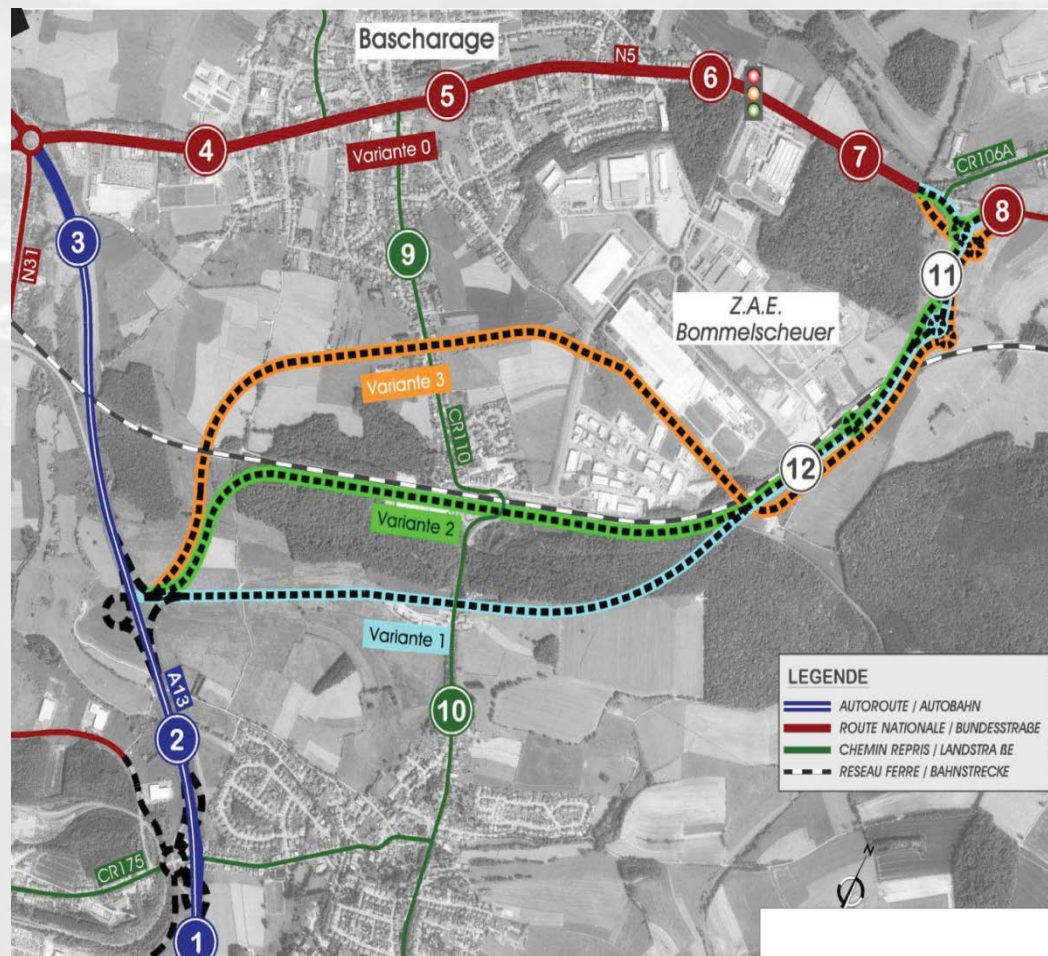 Bascharage
N5
6
5
4
Variante 0
7
CR106A
8
3
N31
9
11
Z.A.E.
Bommelscheuer
Variante 3
CR110
12
Variante 2
Variante 1
A13
10
2
LEGENDE
AUTOROUTE / AUTOBAHN
ROUTE NATIONALE / BUNDESSTRAßE
CHEMIN REPRIS / LANDSTRA ßE
RESEAU FERRE / BAHNSTRECKE
CR175
N
1